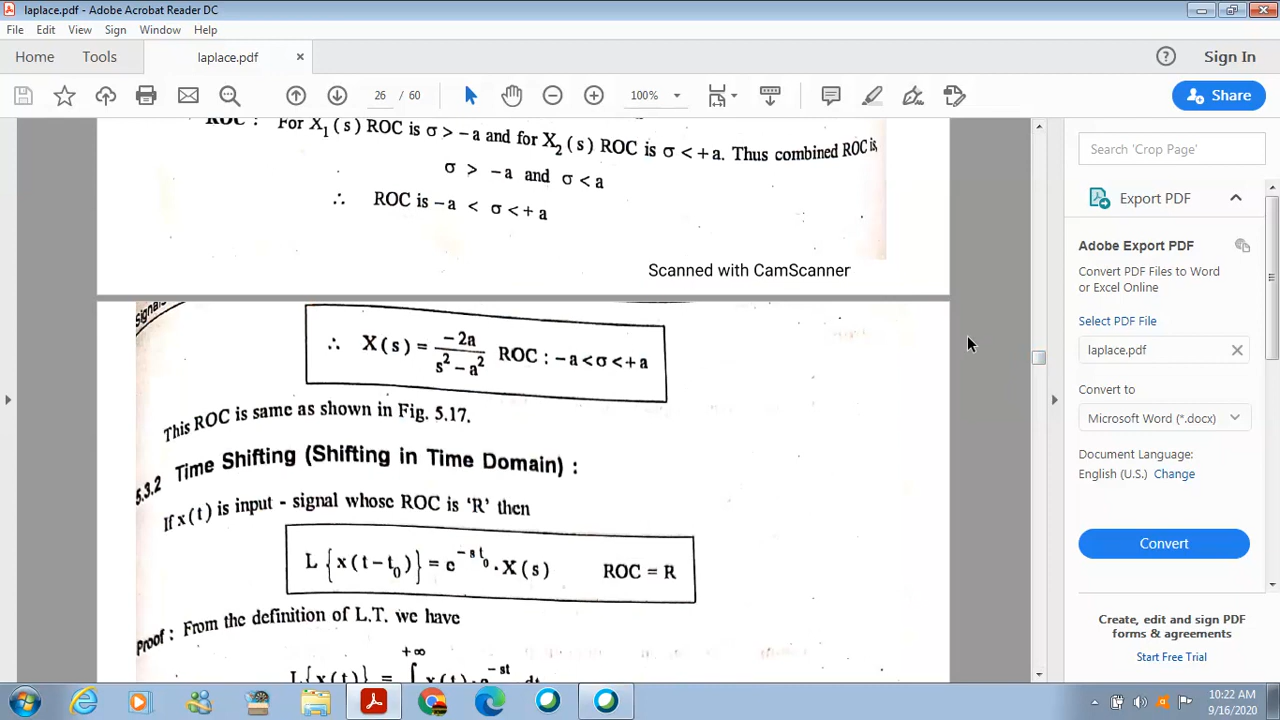 laplace.pdf - Adobe Acrobat Reader DC
File Edit View Sign Window Help
Home Tools laplace.pdf × Sign In
26 / 60 100% Share
ROC : For X₁ ( s ) ROC is σ > – a and for X₂ ( s ) ROC is σ < + a. Thus combined ROC is,
σ > – a and σ < a
∴ ROC is – a < σ < + a
Scanned with CamScanner
Signals
∴ X ( s ) = – 2a / s² – a² ROC : – a < σ < + a
This ROC is same as shown in Fig. 5.17.
5.3.2 Time Shifting (Shifting in Time Domain) :
If x ( t ) is input - signal whose ROC is 'R' then
L { x ( t – t₀ ) } = e^(– s t₀) . X ( s ) ROC = R
Proof : From the definition of L.T. we have
+∞
L{x(t)} = ∫ x(t) . e^(–st) dt
Search 'Crop Page'
Export PDF
Adobe Export PDF
Convert PDF Files to Word
or Excel Online
Select PDF File
laplace.pdf ×
Convert to
Microsoft Word (*.docx)
Document Language:
English (U.S.) Change
Convert
Create, edit and sign PDF
forms & agreements
Start Free Trial
10:22 AM
9/16/2020